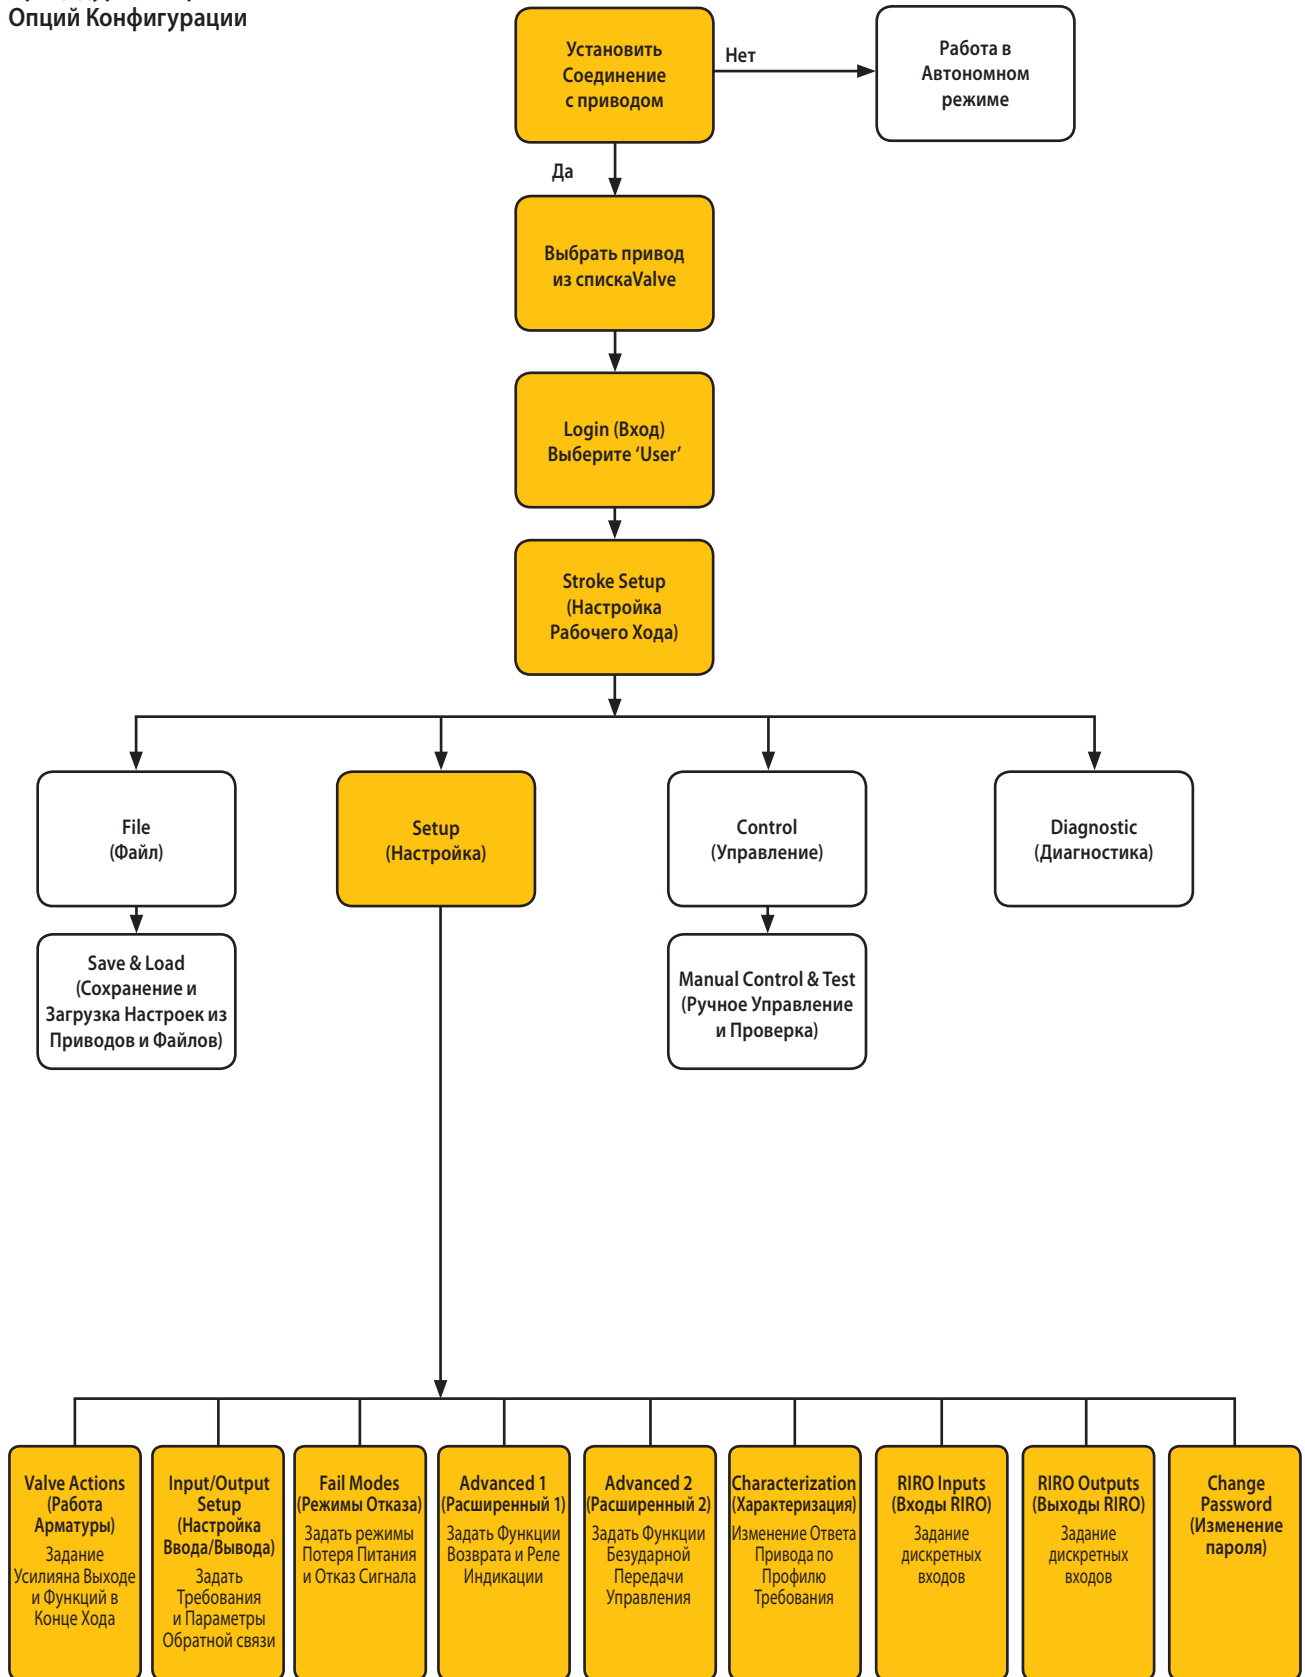 Опций Конфигурации
Установить
Соединение
с приводом
Нет
Работа в
Автономном
режиме
Да
Выбрать привод
из спискаValve
Login (Вход)
Выберите ‘User’
Stroke Setup
(Настройка
Рабочего Хода)
File
(Файл)
Setup
(Настройка)
Control
(Управление)
Diagnostic
(Диагностика)
Save & Load
(Сохранение и
Загрузка Настроек из
Приводов и Файлов)
Manual Control & Test
(Ручное Управление
и Проверка)
Valve Actions
(Работа
Арматуры)
Задание
Усилияна Выходе
и Функций в
Конце Хода
Input/Output
Setup
(Настройка
Ввода/Вывода)
Задать
Требования
и Параметры
Обратной связи
Fail Modes
(Режимы Отказа)
Задать режимы
Потеря Питания
и Отказ Сигнала
Advanced 1
(Расширенный 1)
Задать Функции
Возврата и Реле
Индикации
Advanced 2
(Расширенный 2)
Задать Функции
Безударной
Передачи
Управления
Characterization
(Характеризация)
Изменение Ответа
Привода по
Профилю
Требования
RIRO Inputs
(Входы RIRO)
Задание
дискретных
входов
RIRO Outputs
(Выходы RIRO)
Задание
дискретных
входов
Change
Password
(Изменение
пароля)